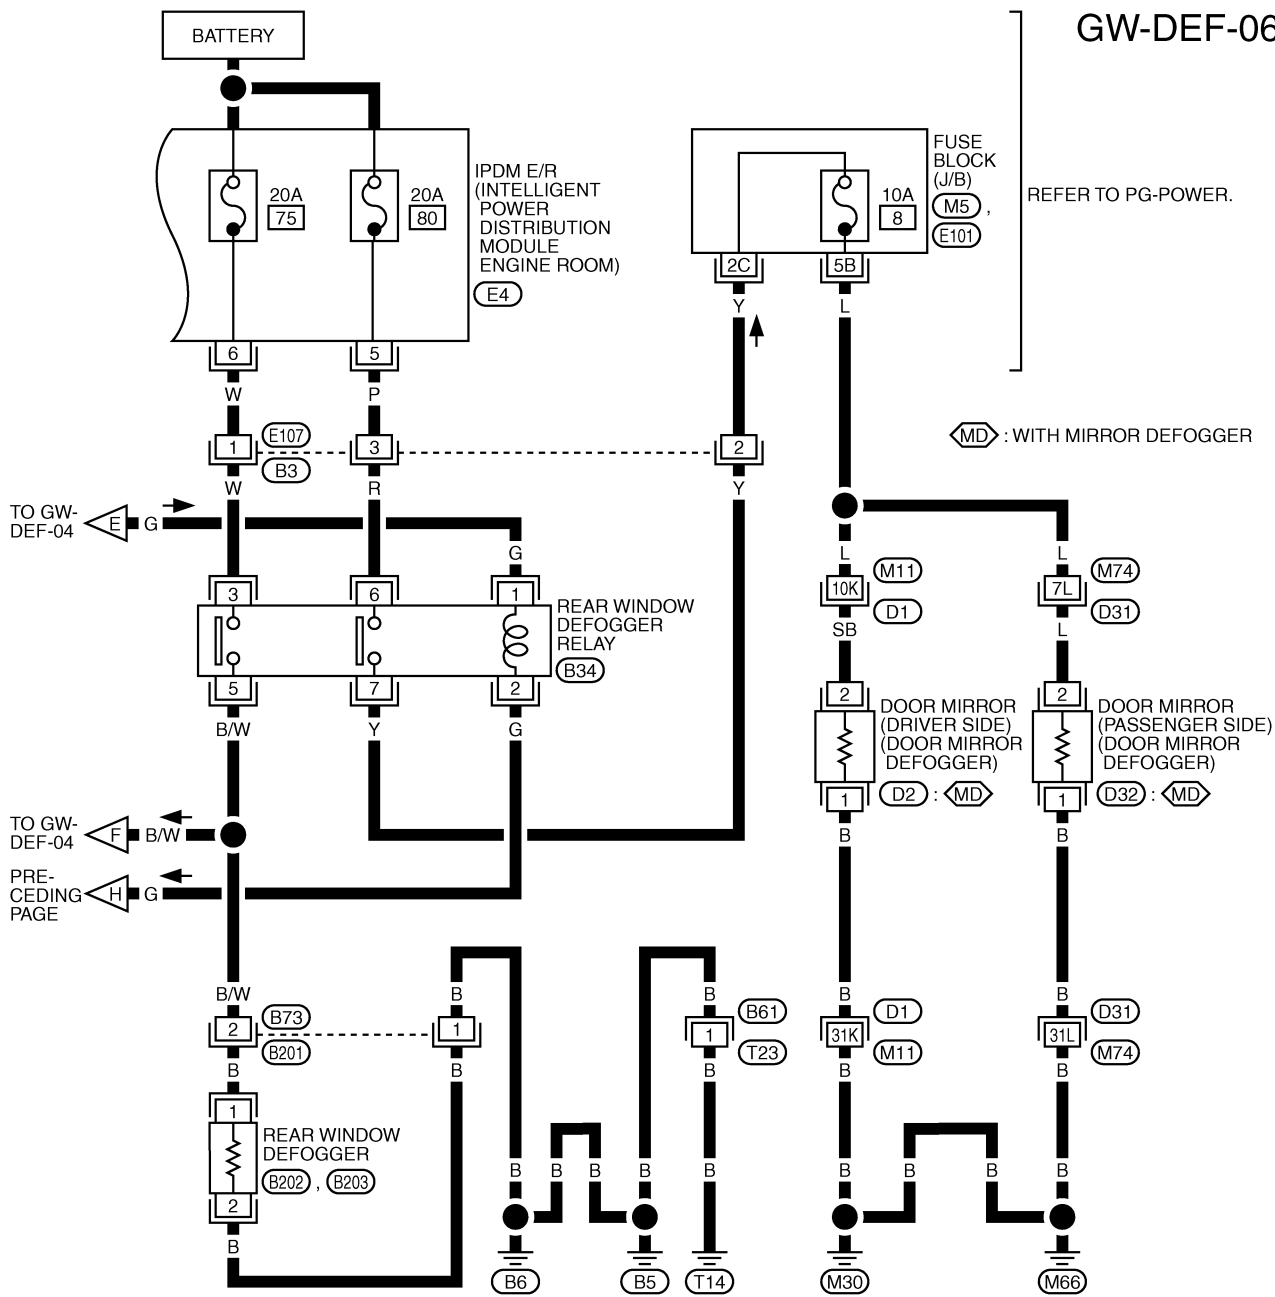 GW-DEF-06
BATTERY
20A
75
20A
80
IPDM E/R
(INTELLIGENT
POWER
DISTRIBUTION
MODULE
ENGINE ROOM)
E4
FUSE
BLOCK
(J/B)
M5 ,
E101
10A
8
REFER TO PG-POWER.
2C
5B
Y
L
6
5
W
P
1
E107
B3
3
2
MD : WITH MIRROR DEFOGGER
W
R
Y
TO GW-
DEF-04
E
G
G
L
L
10K
M11
D1
7L
M74
D31
SB
L
3
6
1
REAR WINDOW
DEFOGGER
RELAY
B34
5
7
2
B/W
Y
G
2
DOOR MIRROR
(DRIVER SIDE)
(DOOR MIRROR
DEFOGGER)
D2 : MD
1
B
2
DOOR MIRROR
(PASSENGER SIDE)
(DOOR MIRROR
DEFOGGER)
D32 : MD
1
B
TO GW-
DEF-04
F
B/W
PRE-
CEDING
PAGE
H
G
B/W
B
B
B
B
2
B73
B201
1
1
B61
T23
31K
D1
M11
31L
D31
M74
B
B
B
B
B
1
REAR WINDOW
DEFOGGER
B202 , B203
2
B
B
B
B
B
B
B
B
B
B
B6
B5
T14
M30
M66